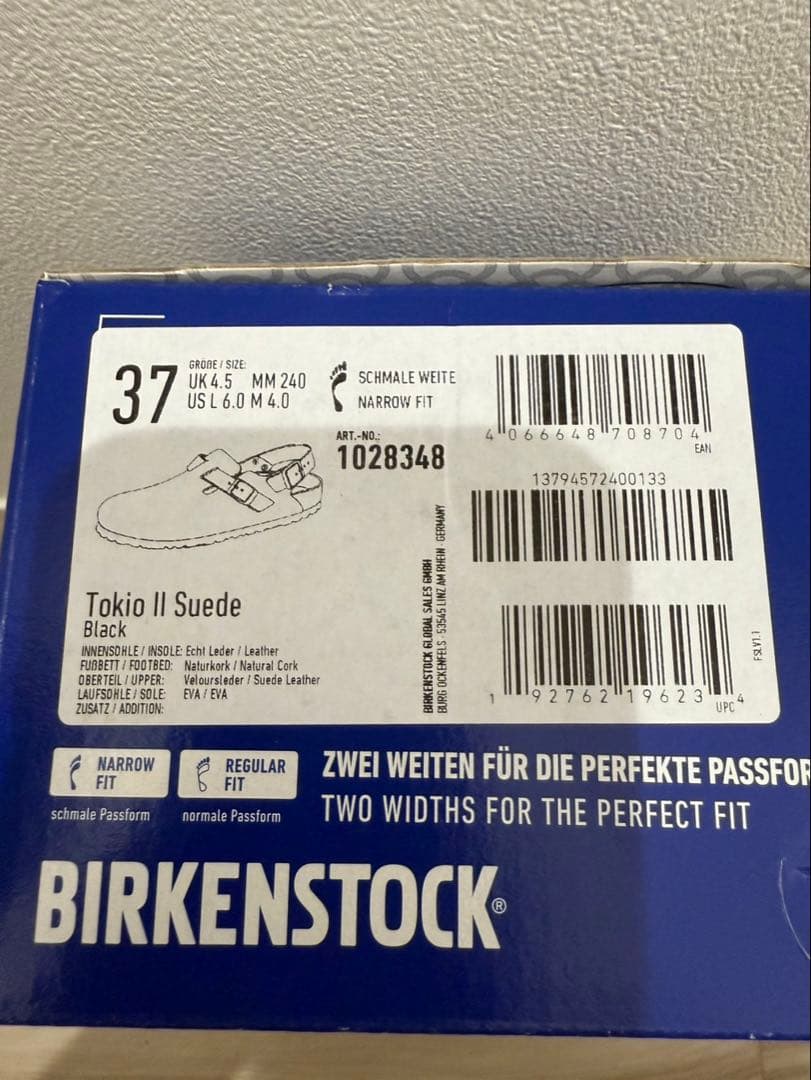 37
GRÖßE / SIZE:
UK 4.5 MM 240
US L 6.0 M 4.0
SCHMALE WEITE
NARROW FIT
ART.-NO.:
1028348
4 066648 708704
EAN
13794572400133
1 92762 19623 4
UPC
FSLV1.1
BIRKENSTOCK GLOBAL SALES GMBH
BURG OCKENFELS · 53545 LINZ AM RHEIN · GERMANY
Tokio II Suede
Black
INNENSOHLE / INSOLE: Echt Leder / Leather
FUßBETT / FOOTBED: Naturkork / Natural Cork
OBERTEIL / UPPER: Veloursleder / Suede Leather
LAUFSOHLE / SOLE: EVA / EVA
ZUSATZ / ADDITION:
NARROW
FIT
schmale Passform
REGULAR
FIT
normale Passform
ZWEI WEITEN FÜR DIE PERFEKTE PASSFOR
TWO WIDTHS FOR THE PERFECT FIT
BIRKENSTOCK®